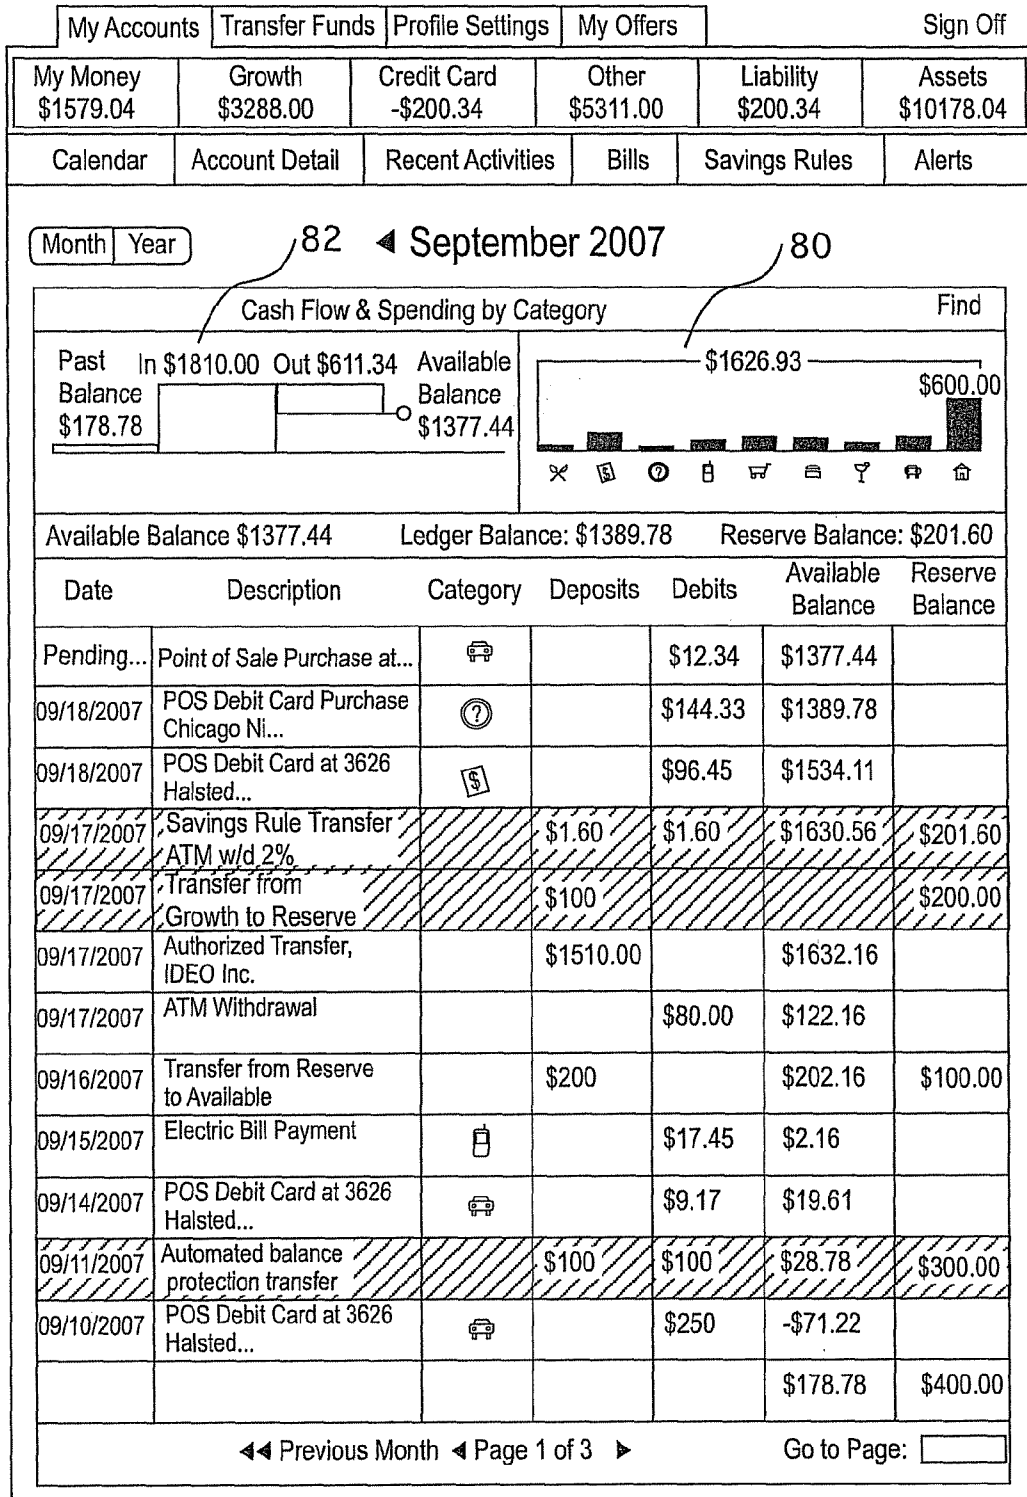 My Accounts Transfer Funds Profile Settings My Offers Sign Off
My Money Growth Credit Card Other Liability Assets
$1579.04 $3288.00 -$200.34 $5311.00 $200.34 $10178.04
Calendar Account Detail Recent Activities Bills Savings Rules Alerts
Month Year 82 September 2007 80
Cash Flow & Spending by Category Find
Past In $1810.00 Out $611.34 Available $1626.93
Balance Balance $600.00
$178.78 $1377.44
Available Balance $1377.44 Ledger Balance: $1389.78 Reserve Balance: $201.60
Date Description Category Deposits Debits Available Reserve
Balance Balance
Pending... Point of Sale Purchase at... $12.34 $1377.44
09/18/2007 POS Debit Card Purchase ? $144.33 $1389.78
Chicago Ni...
09/18/2007 POS Debit Card at 3626 $ $96.45 $1534.11
Halsted...
09/17/2007 Savings Rule Transfer $1.60 $1.60 $1630.56 $201.60
ATM w/d 2%
09/17/2007 Transfer from $100 $200.00
Growth to Reserve
09/17/2007 Authorized Transfer, $1510.00 $1632.16
IDEO Inc.
09/17/2007 ATM Withdrawal $80.00 $122.16
09/16/2007 Transfer from Reserve $200 $202.16 $100.00
to Available
09/15/2007 Electric Bill Payment $17.45 $2.16
09/14/2007 POS Debit Card at 3626 $9.17 $19.61
Halsted...
09/11/2007 Automated balance $100 $100 $28.78 $300.00
protection transfer
09/10/2007 POS Debit Card at 3626 $250 -$71.22
Halsted...
$178.78 $400.00
Previous Month Page 1 of 3 Go to Page: